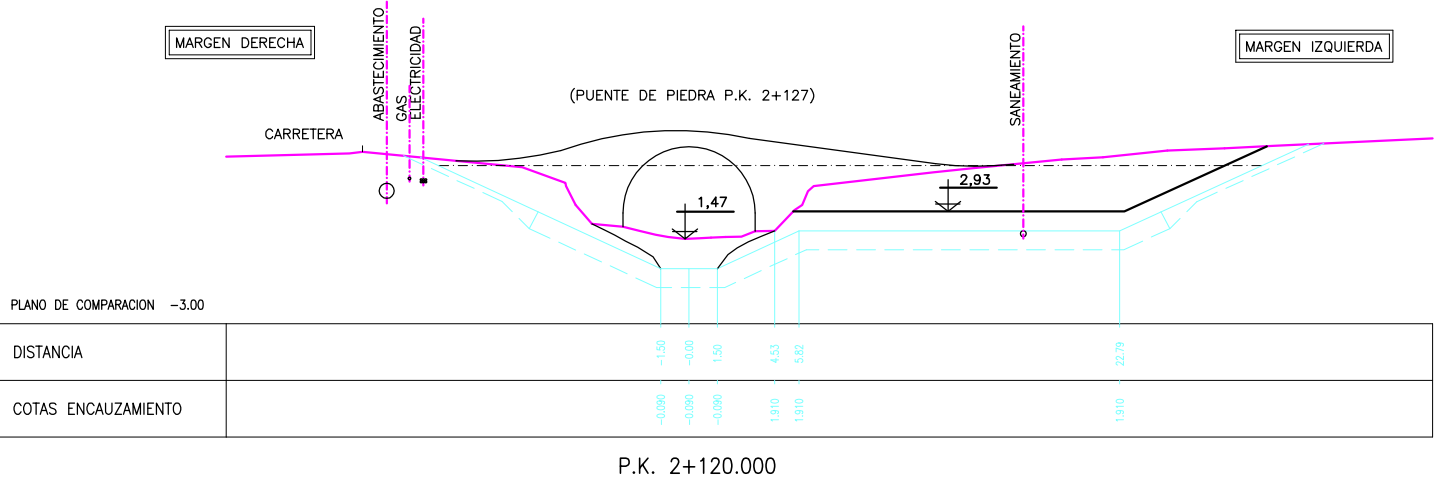 MARGEN DERECHA
ABASTECIMIENTO
GAS
ELECTRICIDAD
SANEAMIENTO
MARGEN IZQUIERDA
(PUENTE DE PIEDRA P.K. 2+127)
CARRETERA
2,93
1,47
PLANO DE COMPARACION -3.00
DISTANCIA
-1.50
-0.00
1.50
4.53
5.82
22.79
COTAS ENCAUZAMIENTO
-0.090
-0.090
-0.090
1.910
1.910
1.910
P.K. 2+120.000